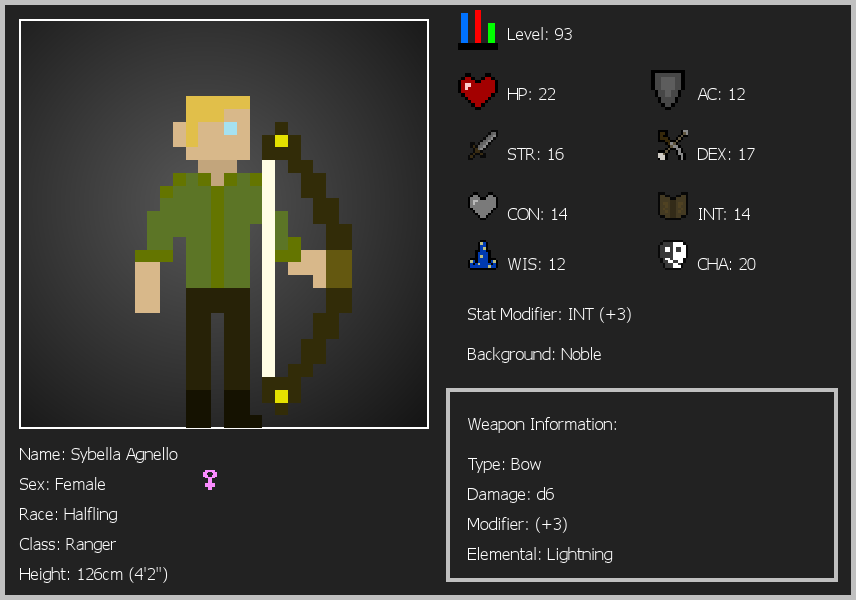 Level: 93
HP: 22
AC: 12
STR: 16
DEX: 17
CON: 14
INT: 14
WIS: 12
CHA: 20
Stat Modifier: INT (+3)
Background: Noble
Weapon Information:
Type: Bow
Damage: d6
Modifier: (+3)
Elemental: Lightning
Name: Sybella Agnello
Sex: Female
Race: Halfling
Class: Ranger
Height: 126cm (4'2")